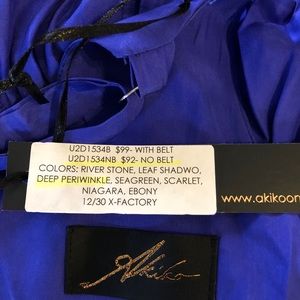 U2D1534B $99- WITH BELT
U2D1534NB $92- NO BELT
COLORS: RIVER STONE, LEAF SHADWO,
DEEP PERIWINKLE, SEAGREEN, SCARLET,
NIAGARA, EBONY
12/30 X-FACTORY
www.akikoon
Akiko